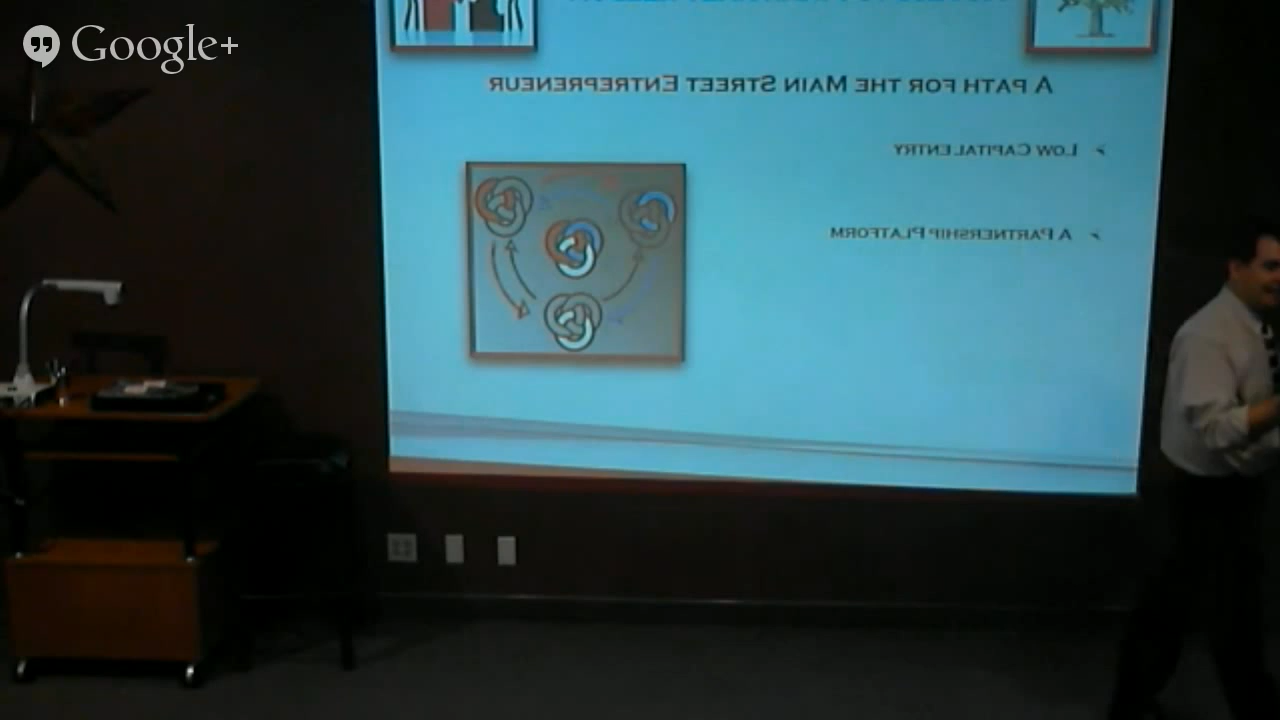 Google+
A PATH FOR THE MAIN STREET ENTREPRENEUR
LOW CAPITAL ENTRY
A PARTNERSHIP PLATFORM